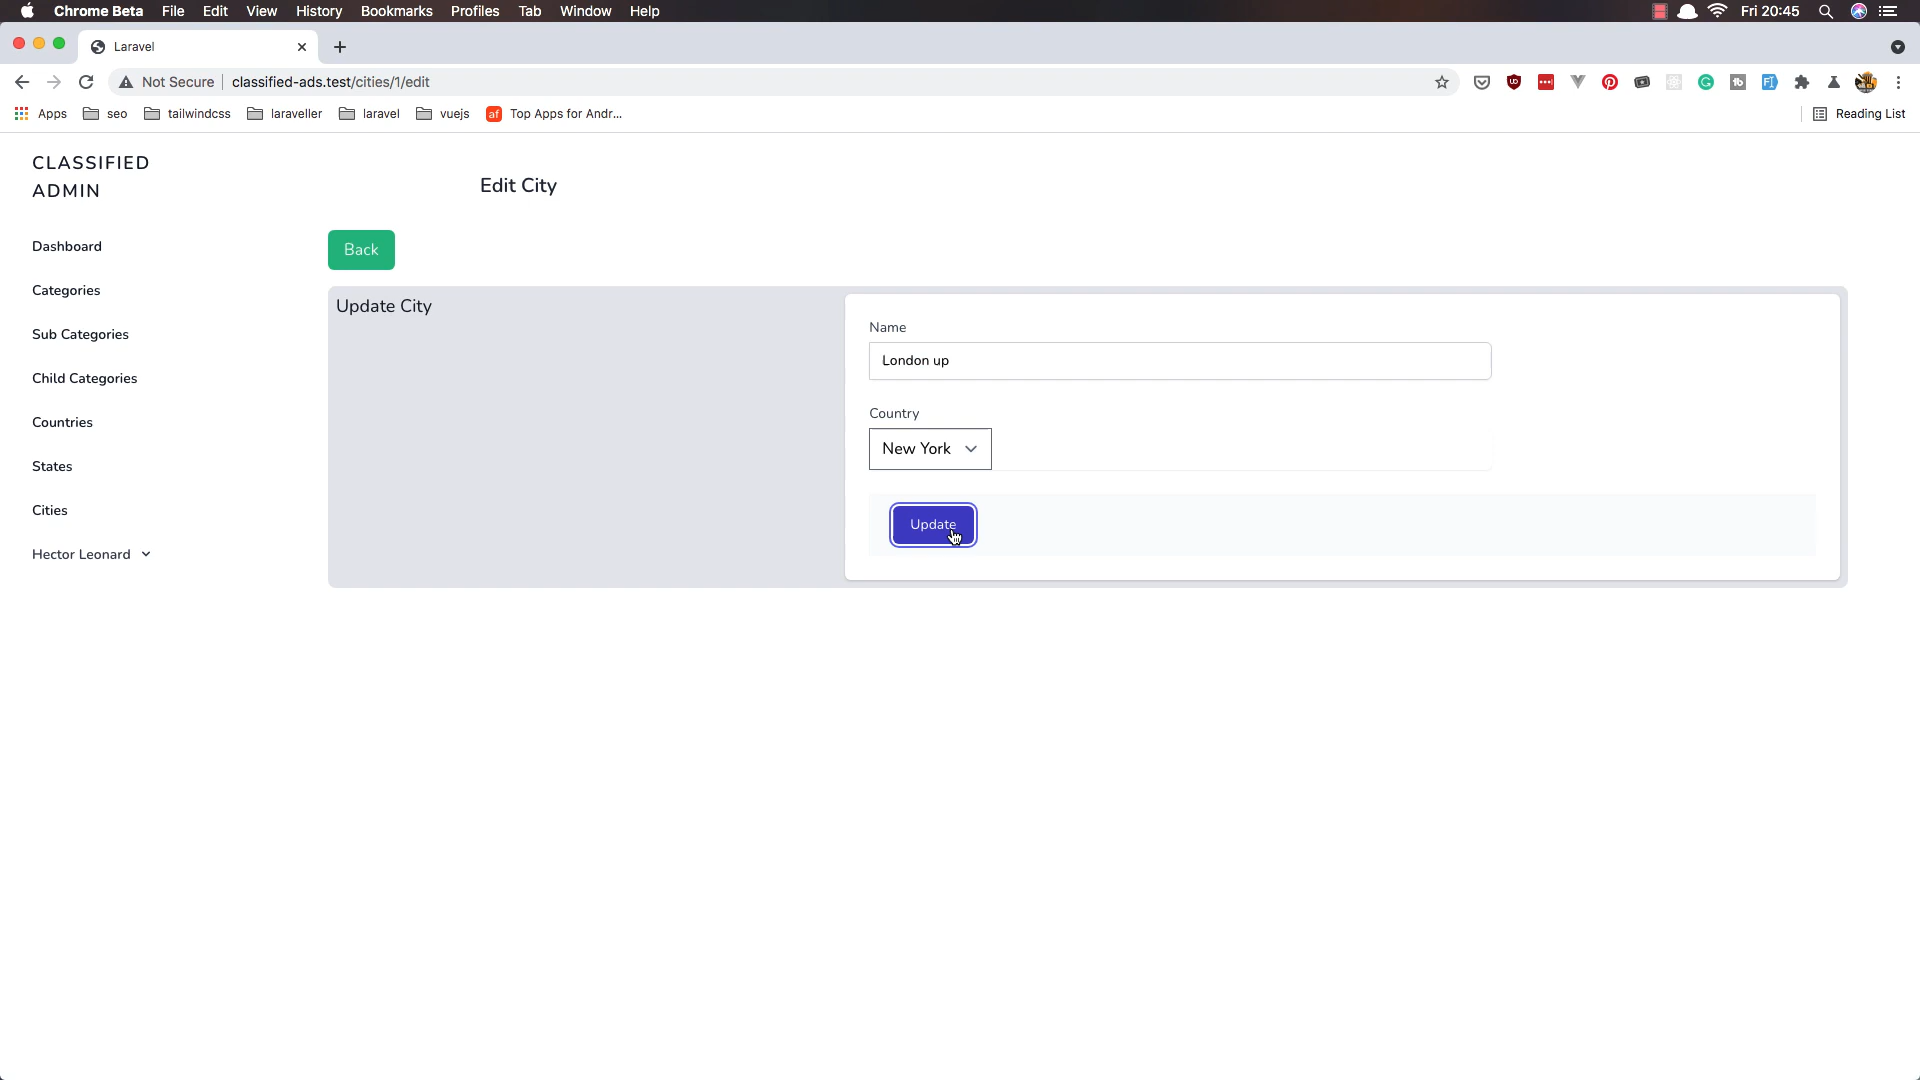 Chrome Beta File Edit View History Bookmarks Profiles Tab Window Help Fri 20:45
Laravel
Not Secure classified-ads.test/cities/1/edit
Apps seo tailwindcss laraveller laravel vuejs af Top Apps for Andr... Reading List
CLASSIFIED
ADMIN
Edit City
Dashboard
Back
Categories
Update City
Name
Sub Categories
London up
Child Categories
Country
Countries
New York
States
Cities
Update
Hector Leonard